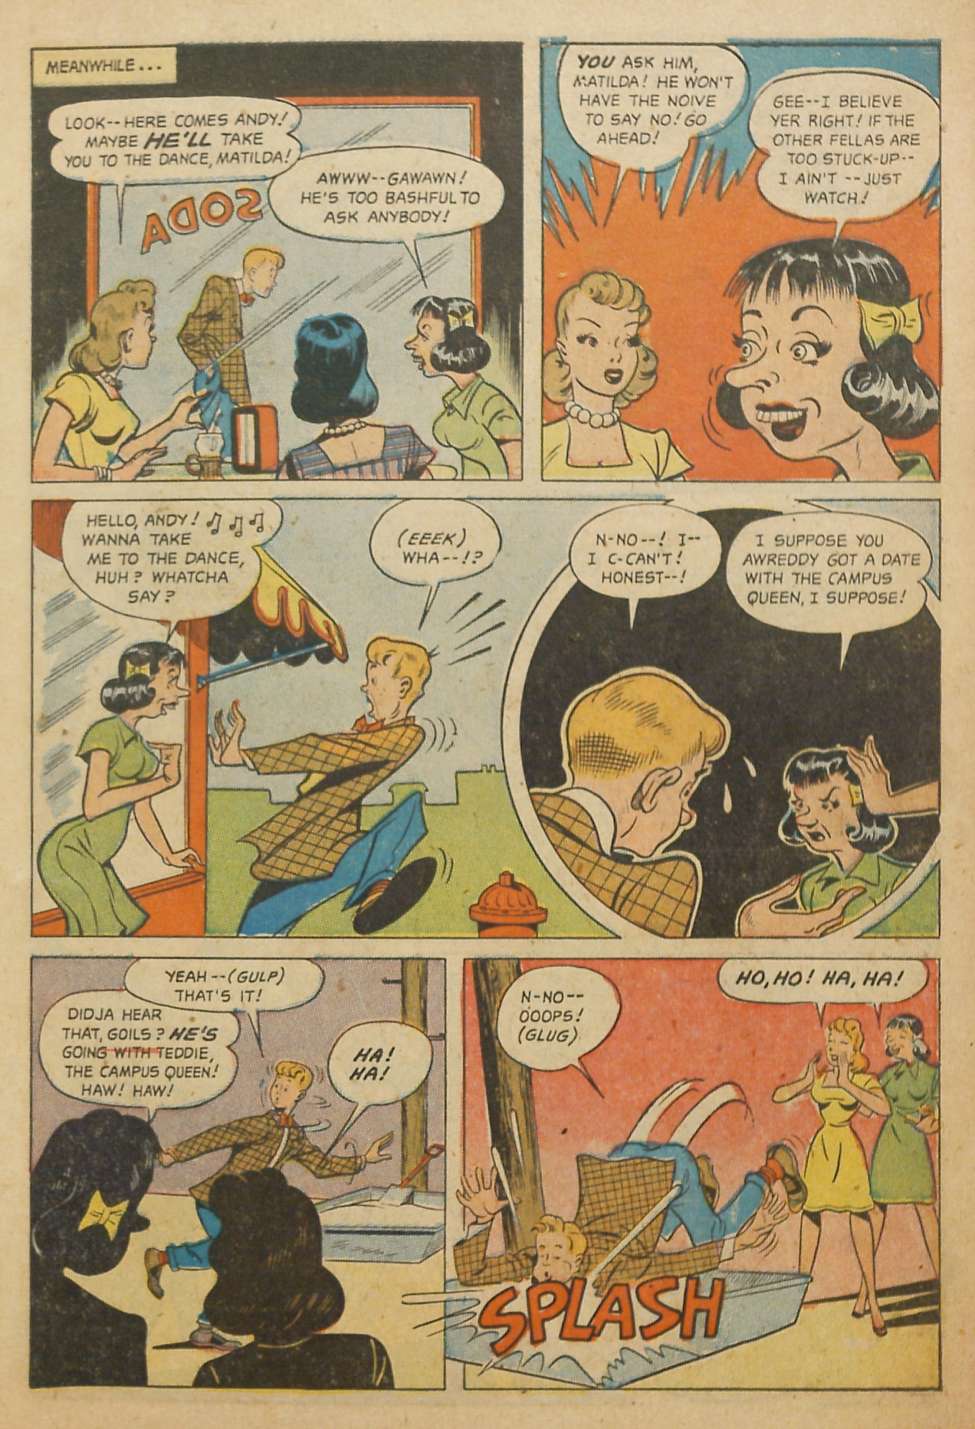 MEANWHILE...
LOOK--HERE COMES ANDY!
MAYBE HE'LL TAKE
YOU TO THE DANCE, MATILDA!
AWWW--GAWAWN!
HE'S TOO BASHFUL TO
ASK ANYBODY!
SODA
YOU ASK HIM,
MATILDA! HE WON'T
HAVE THE NOIVE
TO SAY NO! GO
AHEAD!
GEE--I BELIEVE
YER RIGHT! IF THE
OTHER FELLAS ARE
TOO STUCK-UP--
I AIN'T--JUST
WATCH!
HELLO, ANDY!
WANNA TAKE
ME TO THE DANCE,
HUH? WHATCHA
SAY?
(EEEK)
WHA--!?
N-NO--! I--
I C-CAN'T!
HONEST--!
I SUPPOSE YOU
AWREDDY GOT A DATE
WITH THE CAMPUS
QUEEN, I SUPPOSE!
YEAH--(GULP)
THAT'S IT!
DIDJA HEAR
THAT, GOILS? HE'S
GOING WITH TEDDIE,
THE CAMPUS QUEEN!
HAW! HAW!
HA!
HA!
N-NO--
OOOPS!
(GLUG)
HO, HO! HA, HA!
SPLASH